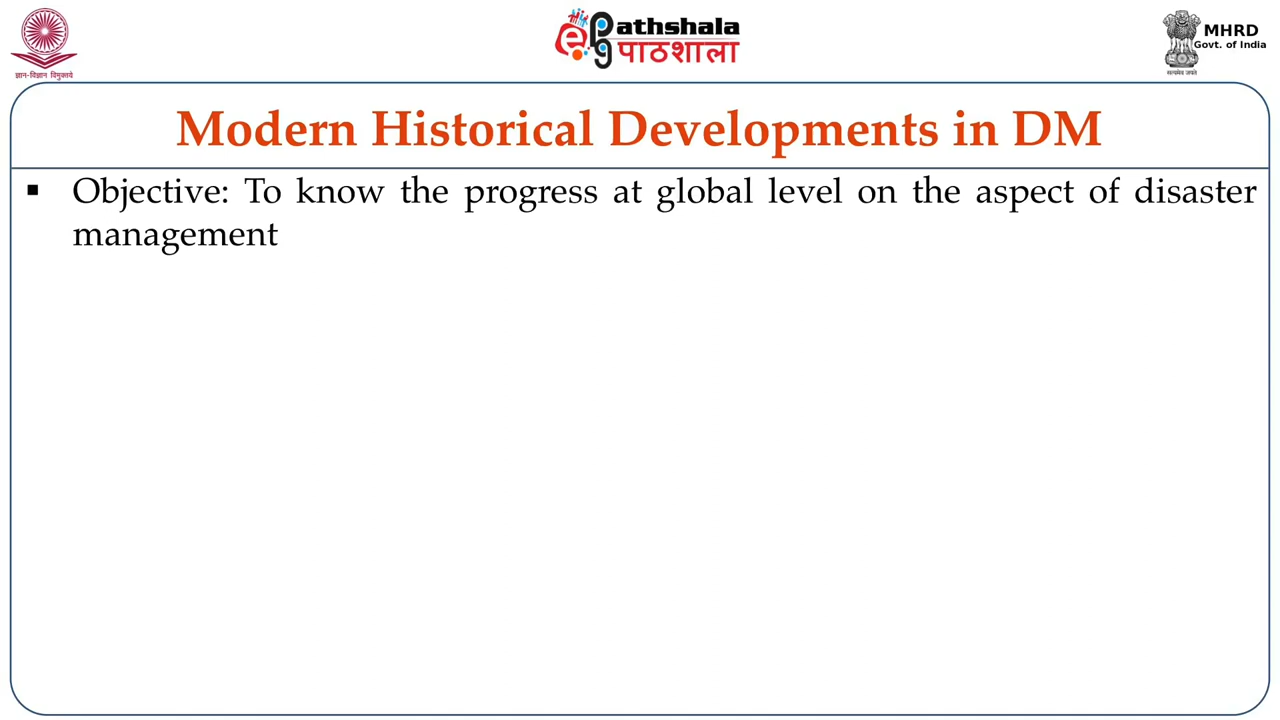 ज्ञान-विज्ञान विमुक्तये
ePathshala
पाठशाला
MHRD
Govt. of India
सत्यमेव जयते
Modern Historical Developments in DM
▪ Objective: To know the progress at global level on the aspect of disaster
management